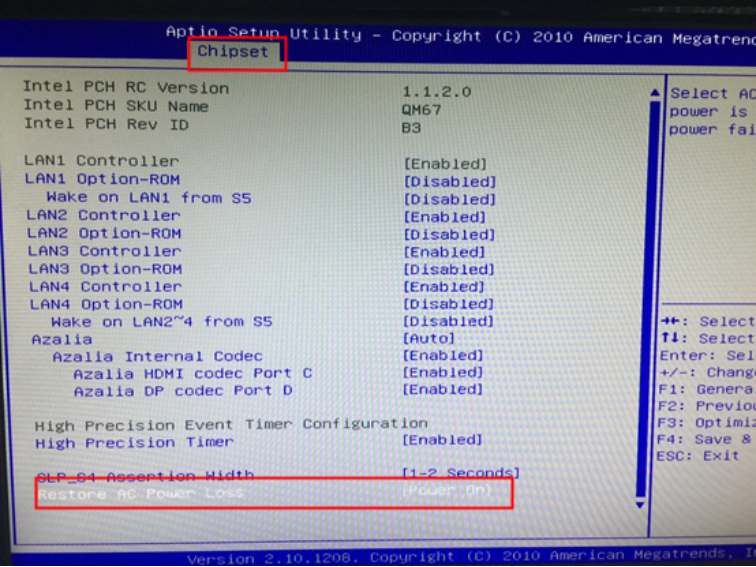 Aptio Setup Utility – Copyright (C) 2010 American Megatrend
Chipset
Intel PCH RC Version 1.1.2.0
Intel PCH SKU Name QM67
Intel PCH Rev ID B3
LAN1 Controller [Enabled]
LAN1 Option-ROM [Disabled]
Wake on LAN1 from S5 [Disabled]
LAN2 Controller [Enabled]
LAN2 Option-ROM [Disabled]
LAN3 Controller [Enabled]
LAN3 Option-ROM [Disabled]
LAN4 Controller [Enabled]
LAN4 Option-ROM [Disabled]
Wake on LAN2~4 from S5 [Disabled]
Azalia [Auto]
Azalia Internal Codec [Enabled]
Azalia HDMI codec Port C [Enabled]
Azalia DP codec Port D [Enabled]
High Precision Event Timer Configuration
High Precision Timer [Enabled]
SLP_S4 Assertion Width [1-2 Seconds]
Restore AC Power Loss [Power On]
Select AC
power is
power fai
→←: Select
↑↓: Select
Enter: Sel
+/-: Change
F1: Genera
F2: Previou
F3: Optimiz
F4: Save &
ESC: Exit
Version 2.10.1208. Copyright (C) 2010 American Megatrends, I